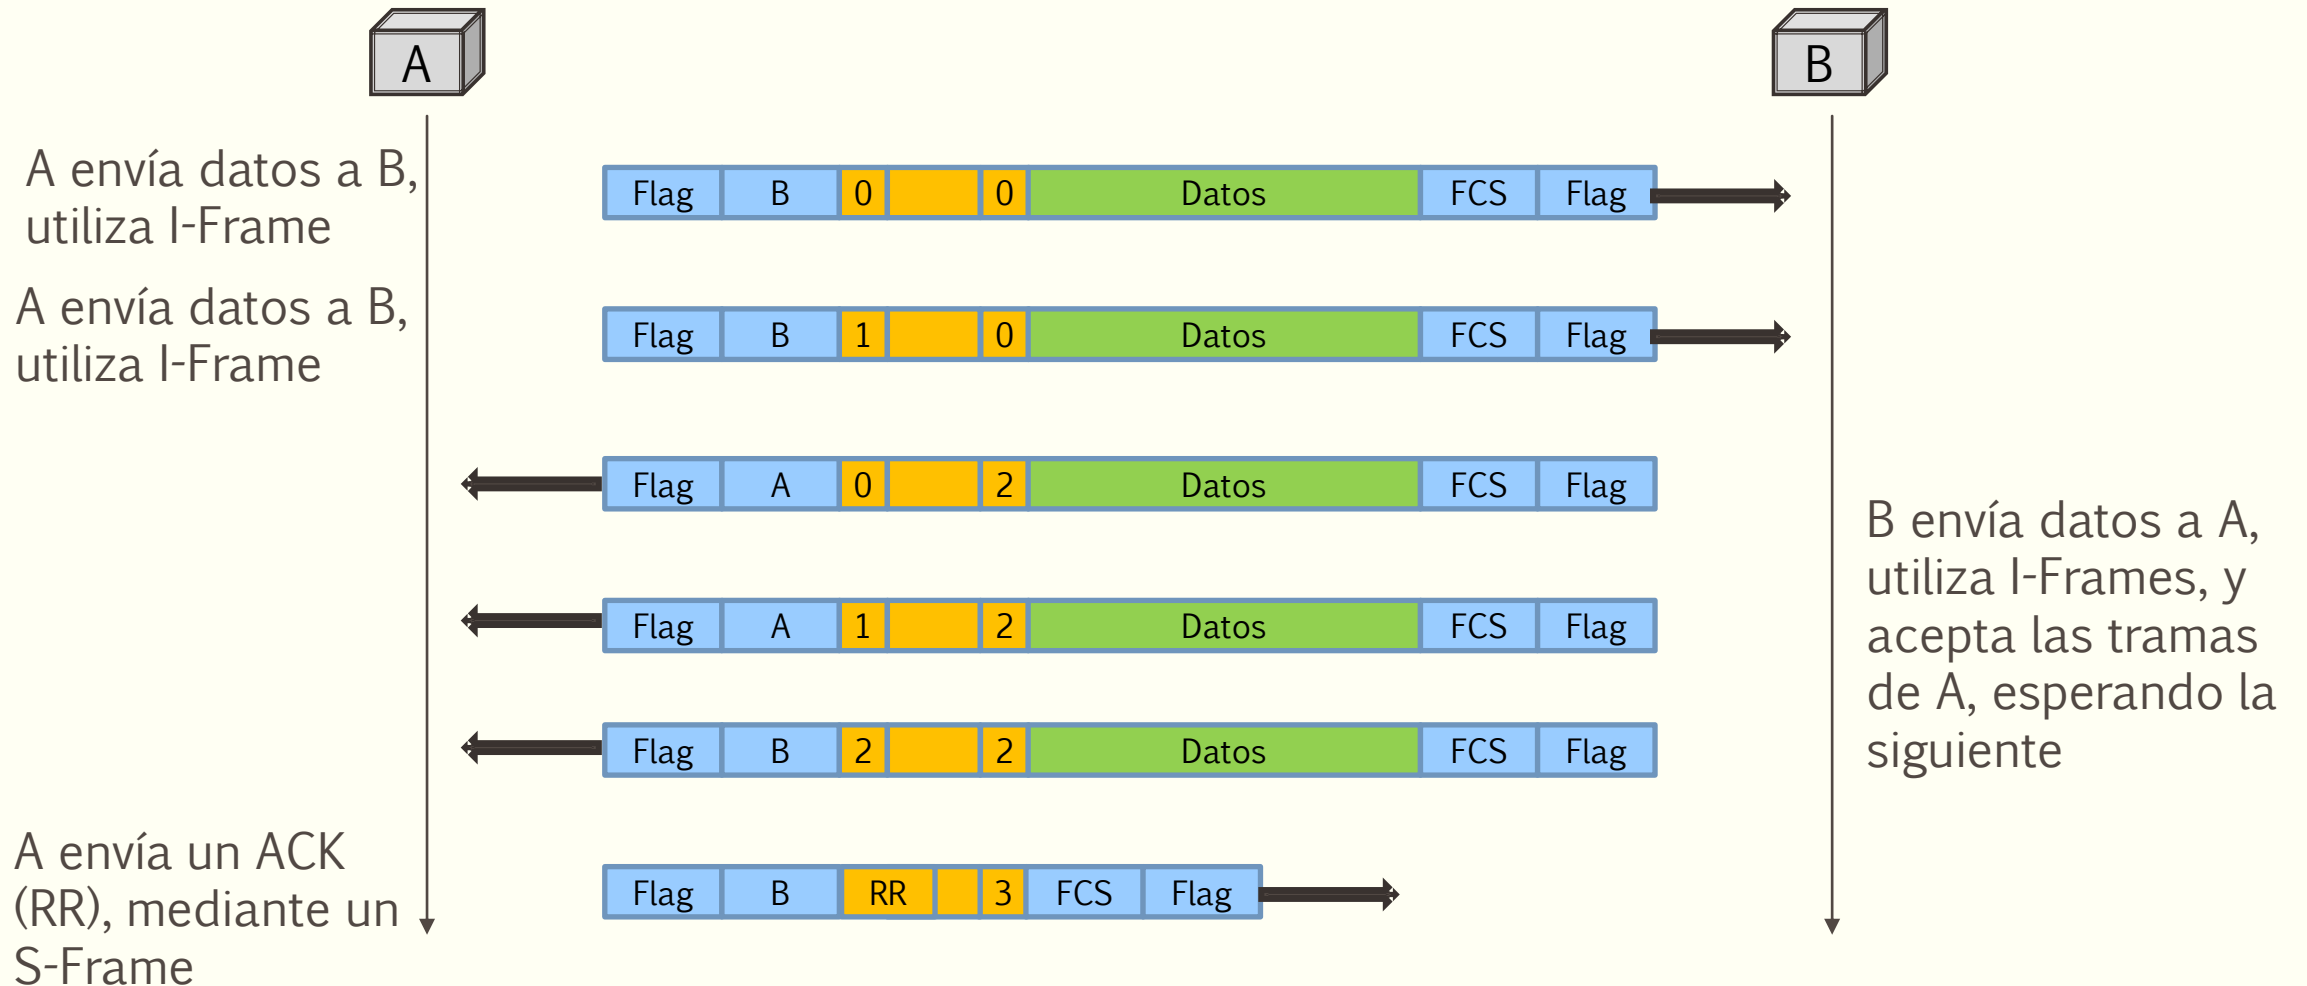 A
B
A envía datos a B,
utiliza I-Frame
Flag B 0 0 Datos FCS Flag
A envía datos a B,
utiliza I-Frame
Flag B 1 0 Datos FCS Flag
Flag A 0 2 Datos FCS Flag
Flag A 1 2 Datos FCS Flag
Flag B 2 2 Datos FCS Flag
B envía datos a A,
utiliza I-Frames, y
acepta las tramas
de A, esperando la
siguiente
A envía un ACK
(RR), mediante un
S-Frame
Flag B RR 3 FCS Flag